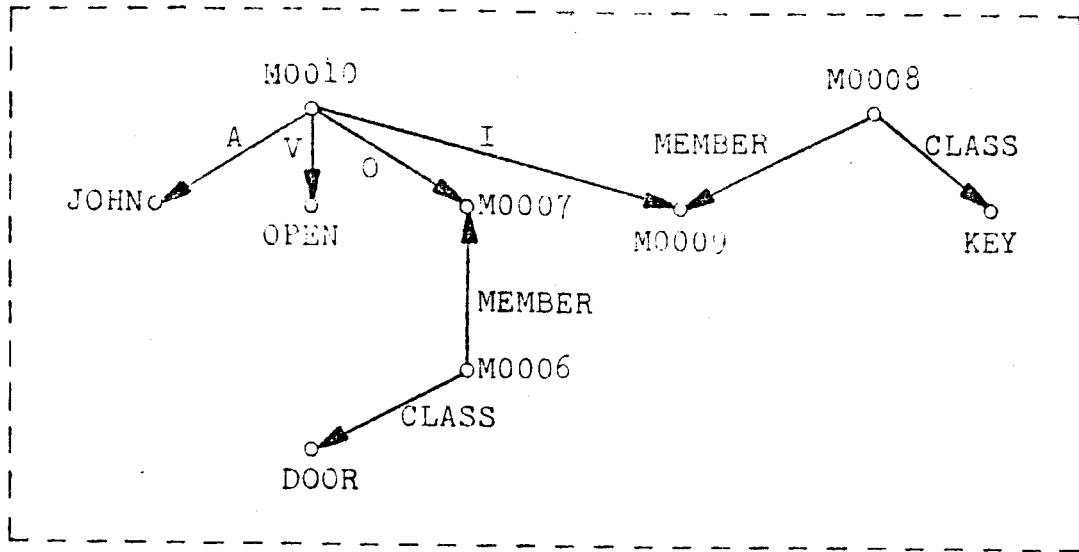 M0010
M0008
A
V
O
I
MEMBER
CLASS
JOHN
OPEN
M0007
M0009
KEY
MEMBER
M0006
CLASS
DOOR